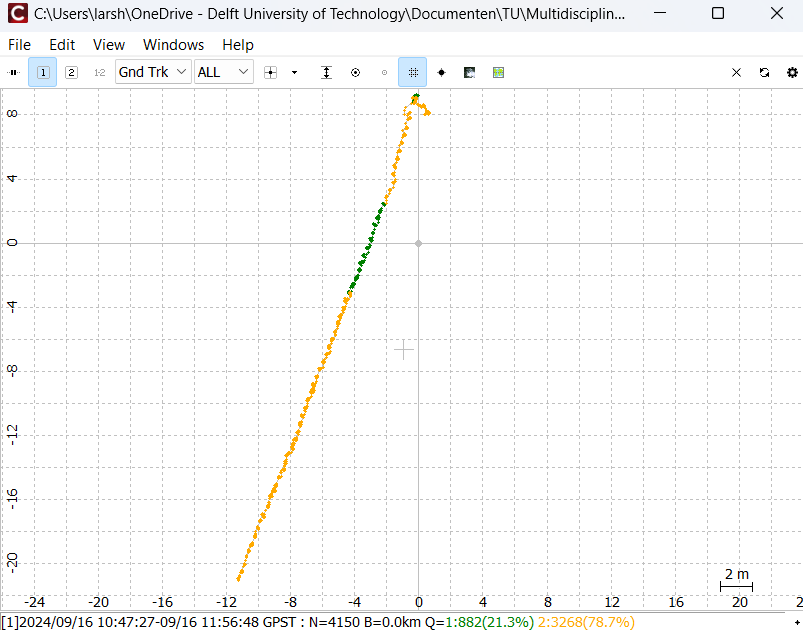 C:\Users\larsh\OneDrive - Delft University of Technology\Documenten\TU\Multidisciplin...
File Edit View Windows Help
1 2 1-2 Gnd Trk ALL
8
4
0
-4
-8
-12
-16
-20
-24 -20 -16 -12 -8 -4 0 4 8 12 16 20 2
2 m
[1]2024/09/16 10:47:27-09/16 11:56:48 GPST : N=4150 B=0.0km Q=1:882(21.3%) 2:3268(78.7%)